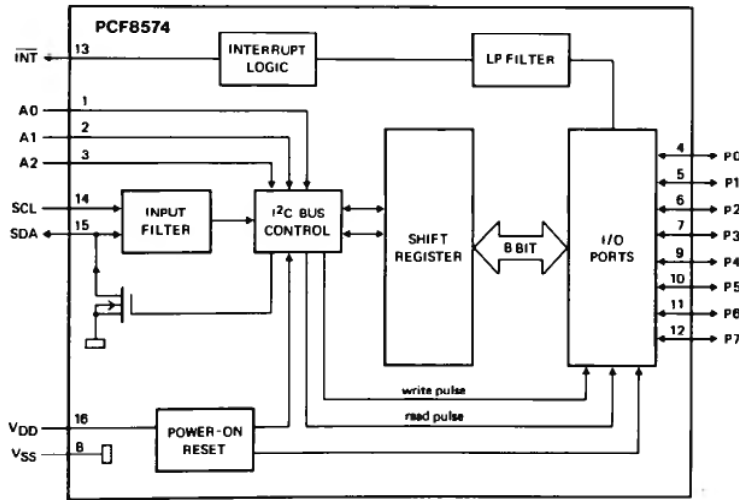 PCF8574
INT 13 INTERRUPT LOGIC LP FILTER
A0 1
A1 2
A2 3
SCL 14
SDA 15
INPUT FILTER
I²C BUS CONTROL
SHIFT REGISTER
8 BIT
I/O PORTS
4 P0
5 P1
6 P2
7 P3
9 P4
10 P5
11 P6
12 P7
write pulse
read pulse
VDD 16
VSS 8
POWER-ON RESET